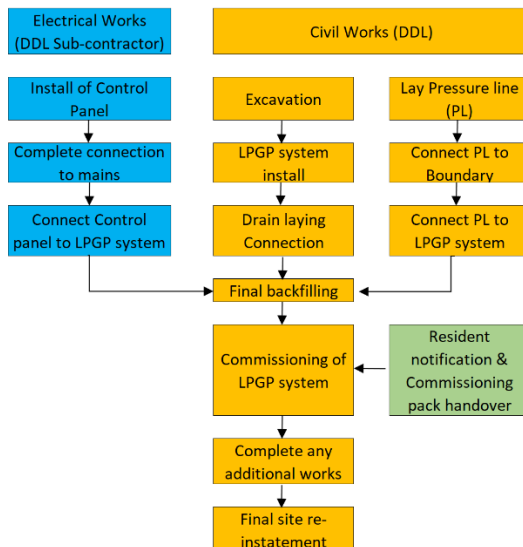 Electrical Works
(DDL Sub-contractor)
Civil Works (DDL)
Install of Control
Panel
Excavation
Lay Pressure line
(PL)
Complete connection
to mains
LPGP system
install
Connect PL to
Boundary
Connect Control
panel to LPGP system
Drain laying
Connection
Connect PL to
LPGP system
Final backfilling
Commissioning of
LPGP system
Resident
notification &
Commissioning
pack handover
Complete any
additional works
Final site re-
instatement